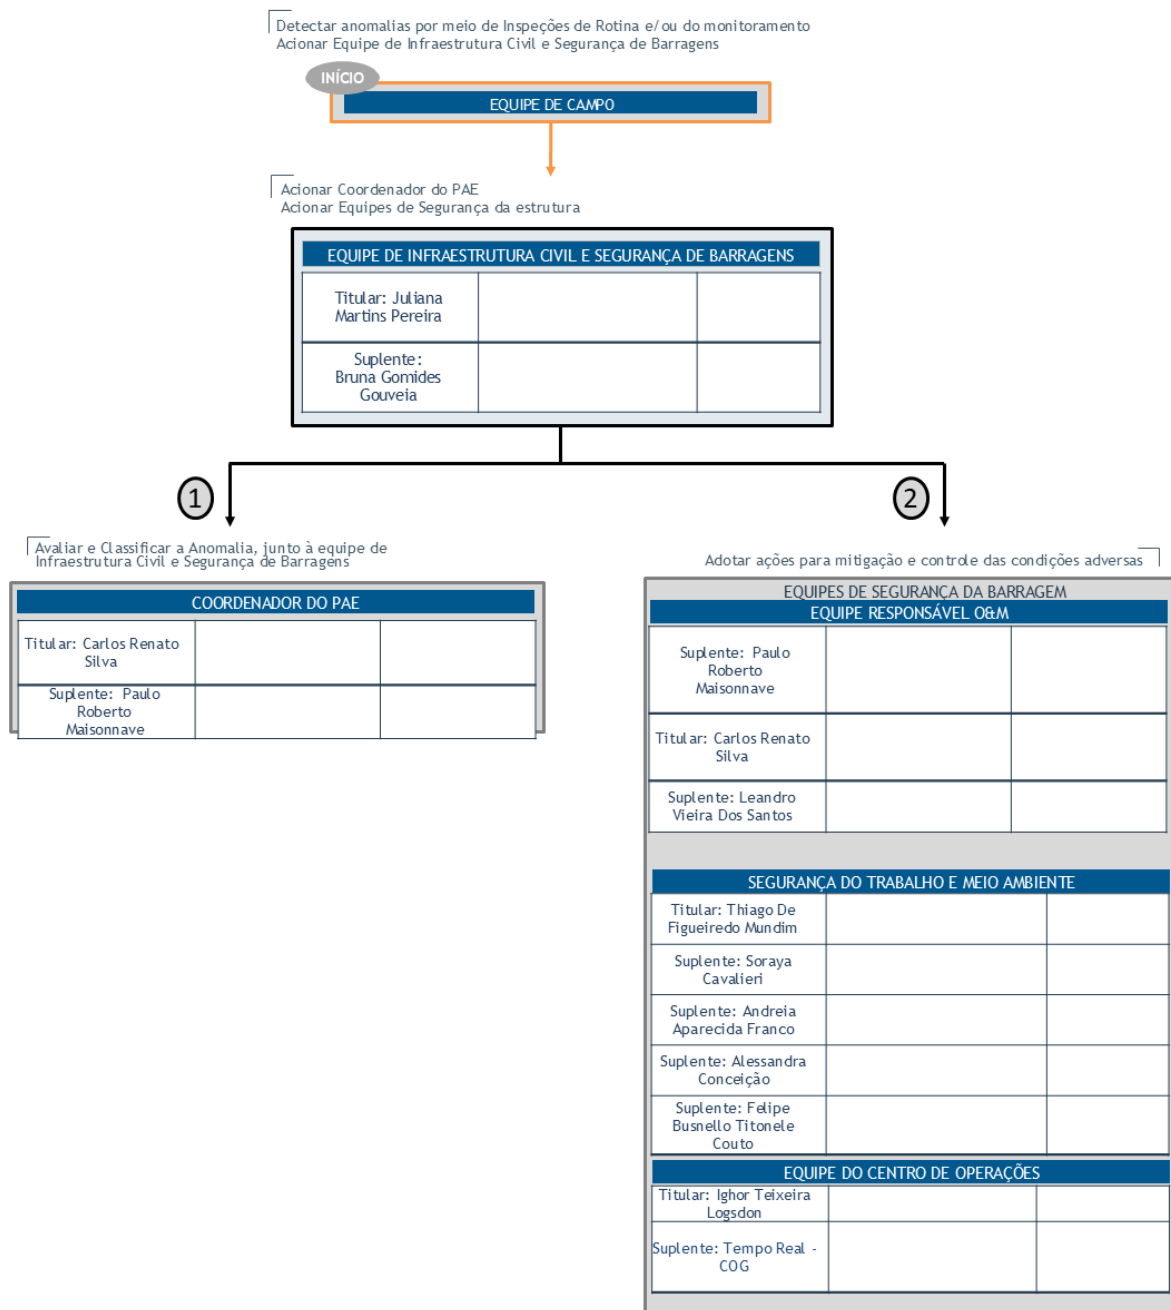 Detectar anomalias por meio de Inspeções de Rotina e/ou do monitoramento
Acionar Equipe de Infraestrutura Civil e Segurança de Barragens
INÍCIO
EQUIPE DE CAMPO
Acionar Coordenador do PAE
Acionar Equipes de Segurança da estrutura
EQUIPE DE INFRAESTRUTURA CIVIL E SEGURANÇA DE BARRAGENS
Titular: Juliana
Martins Pereira
Suplente:
Bruna Gomides
Gouveia
1
2
Avaliar e Classificar a Anomalia, junto à equipe de
Infraestrutura Civil e Segurança de Barragens
COORDENADOR DO PAE
Titular: Carlos Renato
Silva
Suplente: Paulo
Roberto
Maisonnave
Adotar ações para mitigação e controle das condições adversas
EQUIPES DE SEGURANÇA DA BARRAGEM
EQUIPE RESPONSÁVEL O&M
Suplente: Paulo
Roberto
Maisonnave
Titular: Carlos Renato
Silva
Suplente: Leandro
Vieira Dos Santos
SEGURANÇA DO TRABALHO E MEIO AMBIENTE
Titular: Thiago De
Figueiredo Mundim
Suplente: Soraya
Cavalieri
Suplente: Andreia
Aparecida Franco
Suplente: Alessandra
Conceição
Suplente: Felipe
Busnello Titonele
Couto
EQUIPE DO CENTRO DE OPERAÇÕES
Titular: Ighor Teixeira
Logsdon
Suplente: Tempo Real -
COG